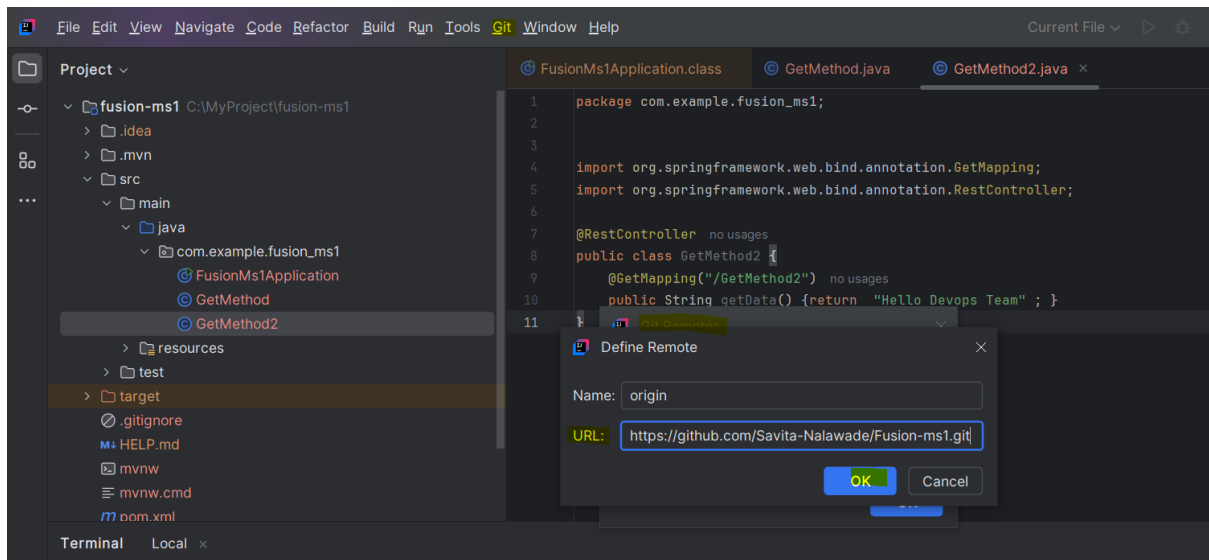 File Edit View Navigate Code Refactor Build Run Tools Git Window Help
Current File
Project
FusionMs1Application.class
GetMethod.java
GetMethod2.java
fusion-ms1 C:\MyProject\fusion-ms1
.idea
.mvn
src
main
java
com.example.fusion_ms1
FusionMs1Application
GetMethod
GetMethod2
resources
test
target
.gitignore
M↓ HELP.md
mvnw
mvnw.cmd
m pom.xml
1 package com.example.fusion_ms1;
2
3
4 import org.springframework.web.bind.annotation.GetMapping;
5 import org.springframework.web.bind.annotation.RestController;
6
7 @RestController no usages
8 public class GetMethod2 {
9 @GetMapping("/GetMethod2") no usages
10 public String getData() {return "Hello Devops Team" ; }
11 }
Git Remotes
Define Remote
Name: origin
URL: https://github.com/Savita-Nalawade/Fusion-ms1.git
OK Cancel
Terminal Local